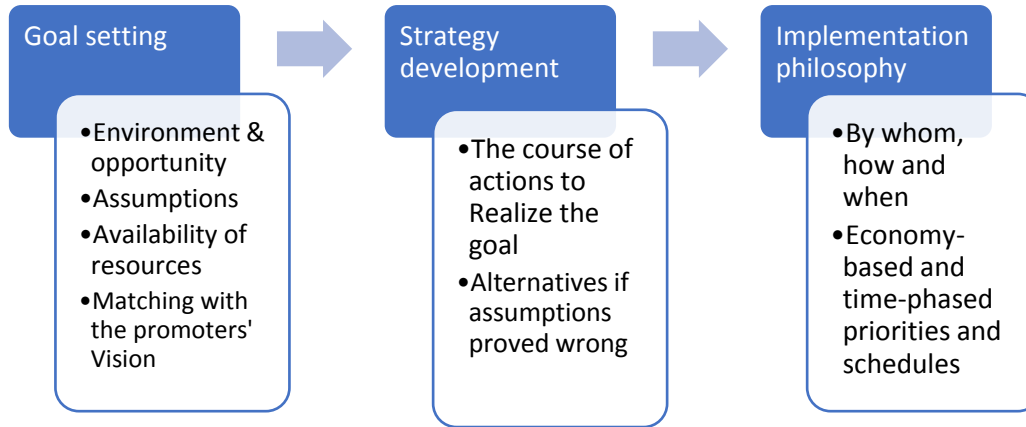 Goal setting
•Environment &
opportunity
•Assumptions
•Availability of
resources
•Matching with
the promoters'
Vision
Strategy
development
•The course of
actions to
Realize the
goal
•Alternatives if
assumptions
proved wrong
Implementation
philosophy
•By whom,
how and
when
•Economy-
based and
time-phased
priorities and
schedules